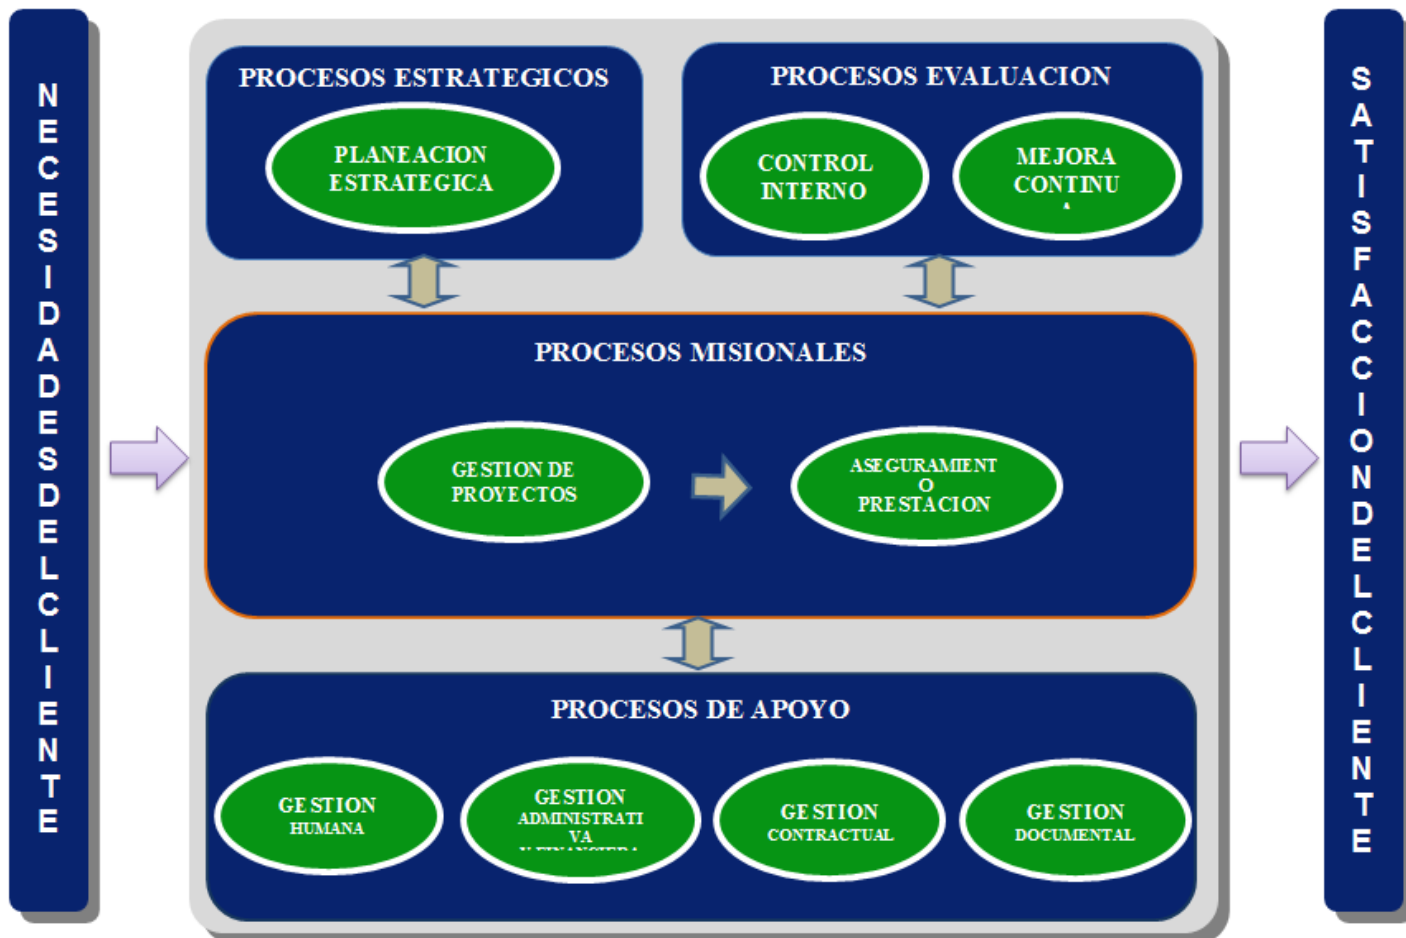 NECESIDADESDELCLIENTE
PROCESOS ESTRATEGICOS
PLANEACION
ESTRATEGICA
PROCESOS EVALUACION
CONTROL
INTERNO
MEJORA
CONTINU
PROCESOS MISIONALES
GESTION DE
PROYECTOS
ASEGURAMIENT
O
PRESTACION
PROCESOS DE APOYO
GESTION
HUMANA
GESTION
ADMINISTRATI
VA
Y FINANCIERA
GESTION
CONTRACTUAL
GESTION
DOCUMENTAL
SATISFACCIONDELCLIENTE